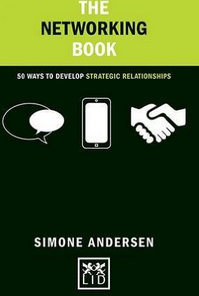 THE
NETWORKING
BOOK
50 WAYS TO DEVELOP STRATEGIC RELATIONSHIPS
SIMONE ANDERSEN
LID